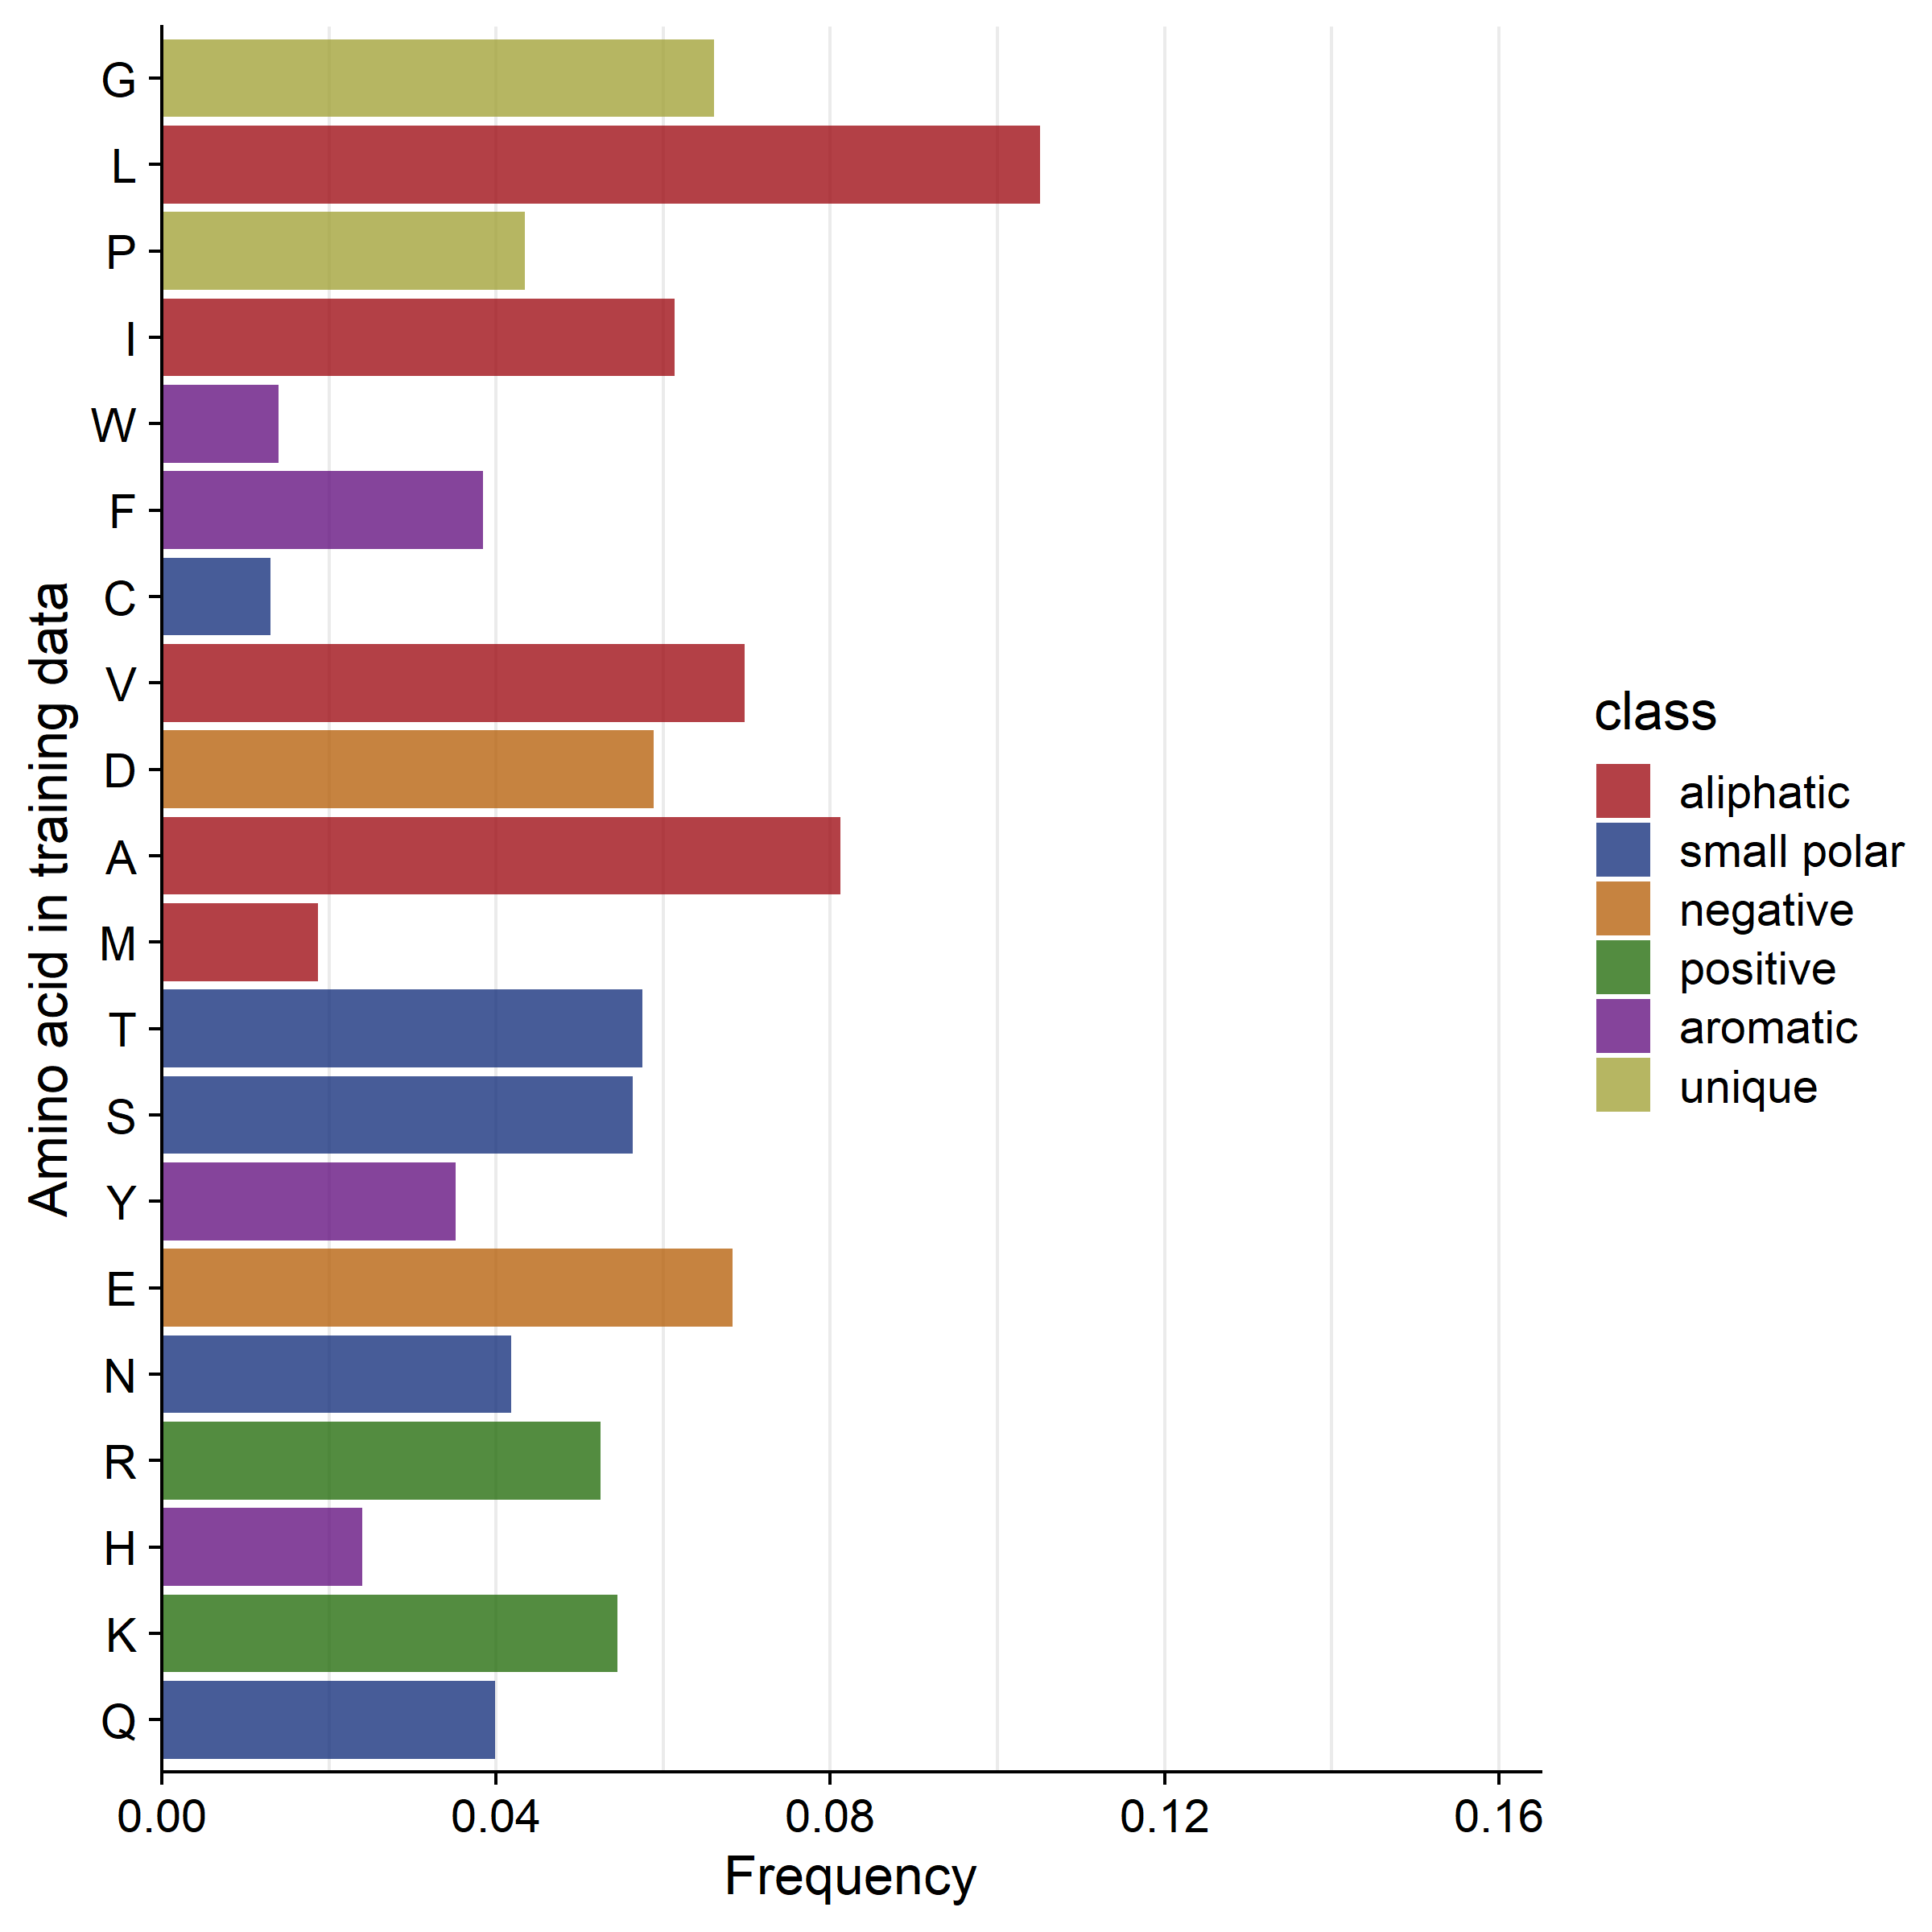 Amino acid in training data
G
L
P
I
W
F
C
V
D
A
M
T
S
Y
E
N
R
H
K
Q
0.00 0.04 0.08 0.12 0.16
Frequency
class
aliphatic
small polar
negative
positive
aromatic
unique